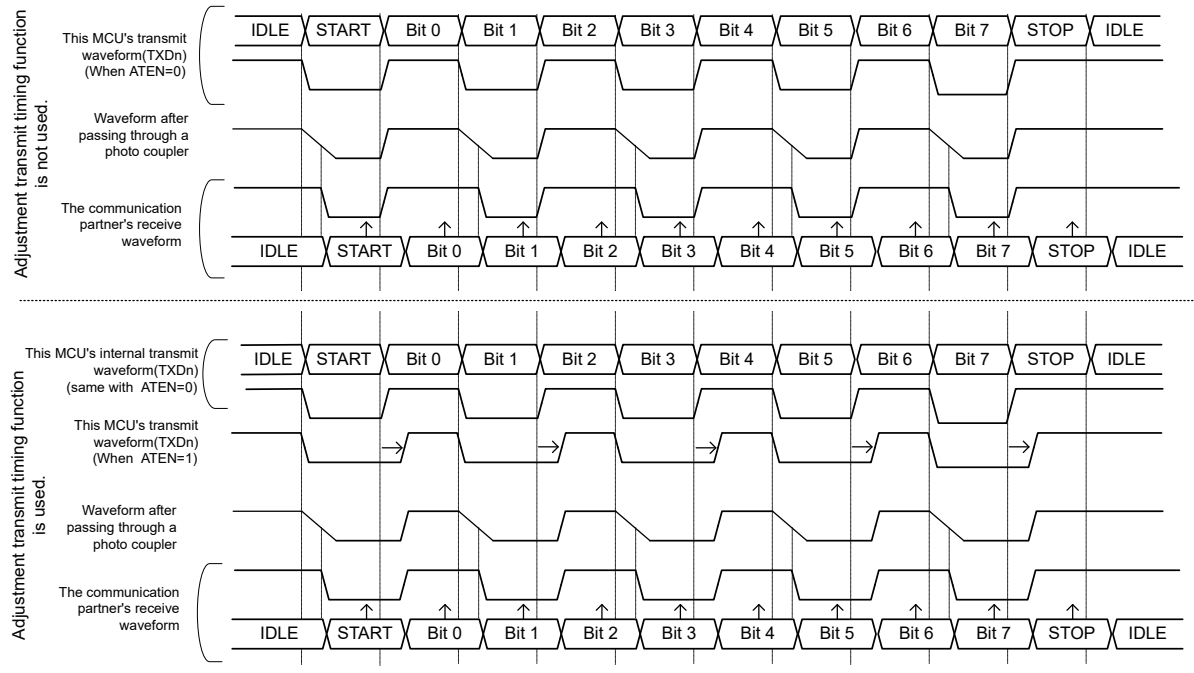 Adjustment transmit timing function
is not used.
This MCU's transmit
waveform(TXDn)
(When ATEN=0)
IDLE START Bit 0 Bit 1 Bit 2 Bit 3 Bit 4 Bit 5 Bit 6 Bit 7 STOP IDLE
Waveform after
passing through a
photo coupler
The communication
partner's receive
waveform
IDLE START Bit 0 Bit 1 Bit 2 Bit 3 Bit 4 Bit 5 Bit 6 Bit 7 STOP IDLE
Adjustment transmit timing function
is used.
This MCU's internal transmit
waveform(TXDn)
(same with ATEN=0)
IDLE START Bit 0 Bit 1 Bit 2 Bit 3 Bit 4 Bit 5 Bit 6 Bit 7 STOP IDLE
This MCU's transmit
waveform(TXDn)
(When ATEN=1)
Waveform after
passing through a
photo coupler
The communication
partner's receive
waveform
IDLE START Bit 0 Bit 1 Bit 2 Bit 3 Bit 4 Bit 5 Bit 6 Bit 7 STOP IDLE